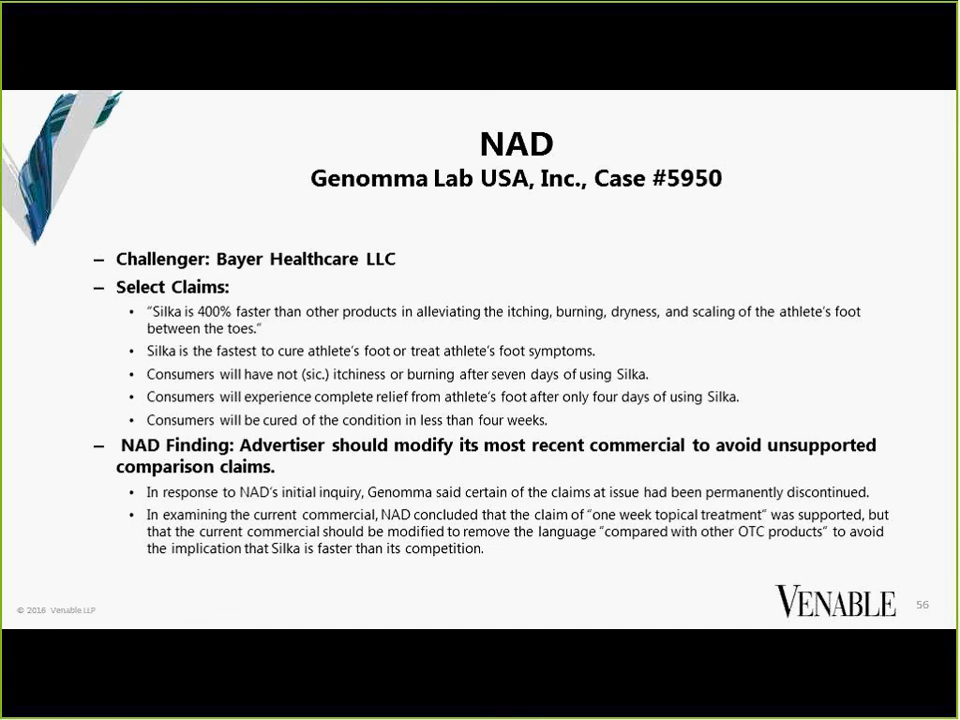 NAD
Genomma Lab USA, Inc., Case #5950
– Challenger: Bayer Healthcare LLC
– Select Claims:
• “Silka is 400% faster than other products in alleviating the itching, burning, dryness, and scaling of the athlete’s foot
between the toes.”
• Silka is the fastest to cure athlete’s foot or treat athlete’s foot symptoms.
• Consumers will have not (sic.) itchiness or burning after seven days of using Silka.
• Consumers will experience complete relief from athlete’s foot after only four days of using Silka.
• Consumers will be cured of the condition in less than four weeks.
– NAD Finding: Advertiser should modify its most recent commercial to avoid unsupported
comparison claims.
• In response to NAD’s initial inquiry, Genomma said certain of the claims at issue had been permanently discontinued.
• In examining the current commercial, NAD concluded that the claim of “one week topical treatment” was supported, but
that the current commercial should be modified to remove the language “compared with other OTC products” to avoid
the implication that Silka is faster than its competition.
© 2016 Venable LLP
VENABLE
56